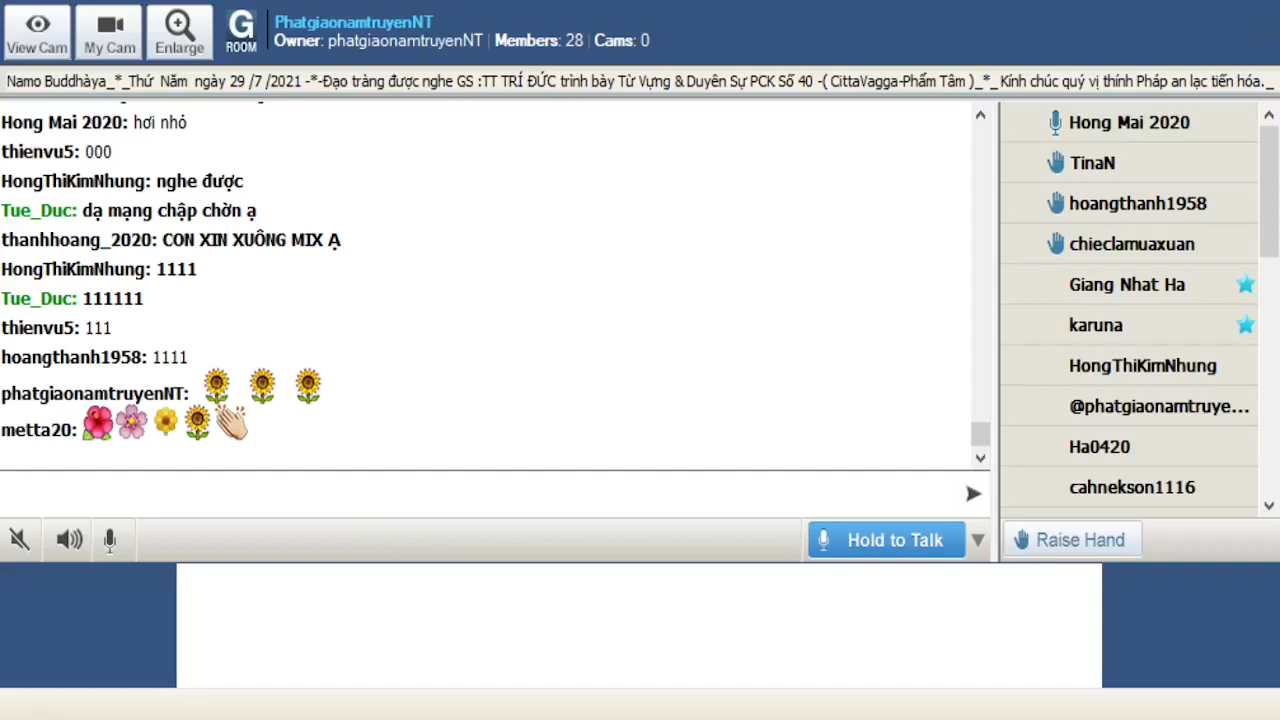 View Cam
My Cam
Enlarge
G
ROOM
PhatgiaonamtruyenNT
Owner: phatgiaonamtruyenNT | Members: 28 | Cams: 0
Namo Buddhàya_*_Thứ Năm ngày 29 /7 /2021 -*-Đạo tràng được nghe GS :TT TRÍ ĐỨC trình bày Từ Vựng & Duyên Sự PCK Số 40 -( CittaVagga-Phẩm Tâm )_*_ Kính chúc quý vị thính Pháp an lạc tiến hóa._
Hong Mai 2020: hơi nhỏ
thienvu5: 000
HongThiKimNhung: nghe được
Tue_Duc: dạ mạng chập chờn ạ
thanhhoang_2020: CON XIN XUÔNG MIX Ạ
HongThiKimNhung: 1111
Tue_Duc: 111111
thienvu5: 111
hoangthanh1958: 1111
phatgiaonamtruyenNT:
metta20:
Hong Mai 2020
TinaN
hoangthanh1958
chieclamuaxuan
Giang Nhat Ha
karuna
HongThiKimNhung
@phatgiaonamtruye...
Ha0420
cahnekson1116
Hold to Talk
Raise Hand